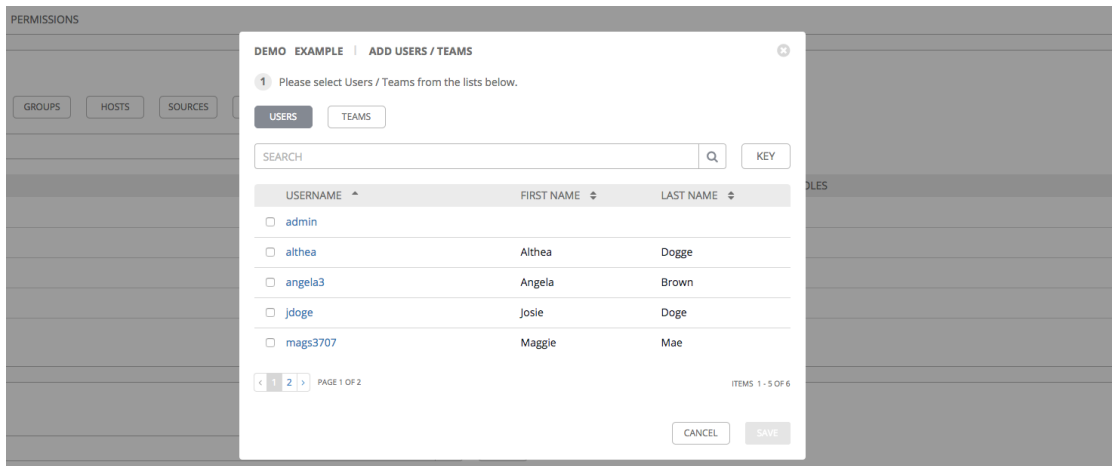 PERMISSIONS
DEMO EXAMPLE | ADD USERS / TEAMS
1 Please select Users / Teams from the lists below.
GROUPS HOSTS SOURCES
USERS TEAMS
SEARCH KEY
USERNAME FIRST NAME LAST NAME
OLES
admin
althea Althea Dogge
angela3 Angela Brown
jdoge Josie Doge
mags3707 Maggie Mae
< 1 2 > PAGE 1 OF 2 ITEMS 1 - 5 OF 6
CANCEL SAVE